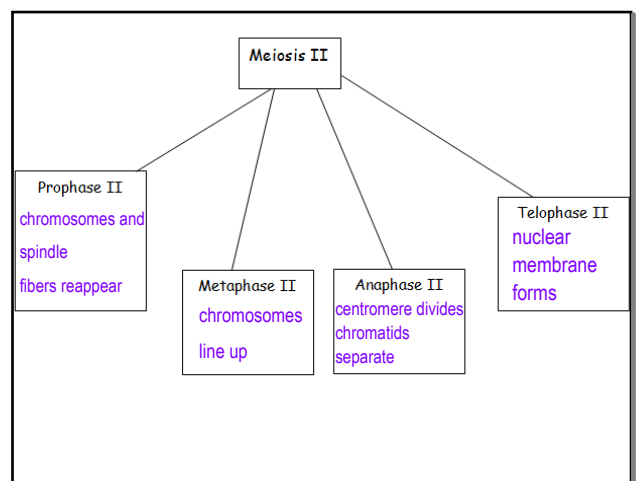 Meiosis II
Prophase II
chromosomes and
spindle
fibers reappear
Metaphase II
chromosomes
line up
Anaphase II
centromere divides
chromatids
separate
Telophase II
nuclear
membrane
forms